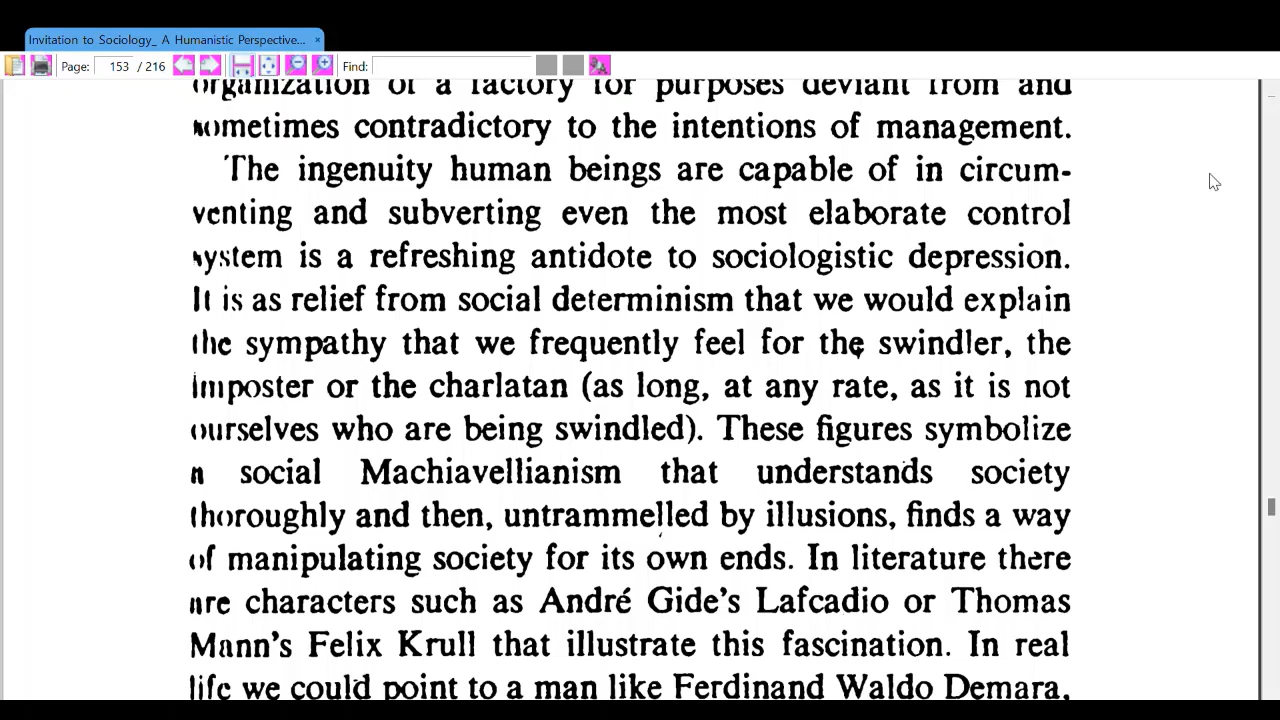 Invitation to Sociology_ A Humanistic Perspective... ×
Page: 153 / 216 Find:
organization of a factory for purposes deviant from and
sometimes contradictory to the intentions of management.
The ingenuity human beings are capable of in circum-
venting and subverting even the most elaborate control
system is a refreshing antidote to sociologistic depression.
It is as relief from social determinism that we would explain
the sympathy that we frequently feel for the swindler, the
imposter or the charlatan (as long, at any rate, as it is not
ourselves who are being swindled). These figures symbolize
a social Machiavellianism that understands society
thoroughly and then, untrammelled by illusions, finds a way
of manipulating society for its own ends. In literature there
are characters such as André Gide's Lafcadio or Thomas
Mann's Felix Krull that illustrate this fascination. In real
life we could point to a man like Ferdinand Waldo Demara,